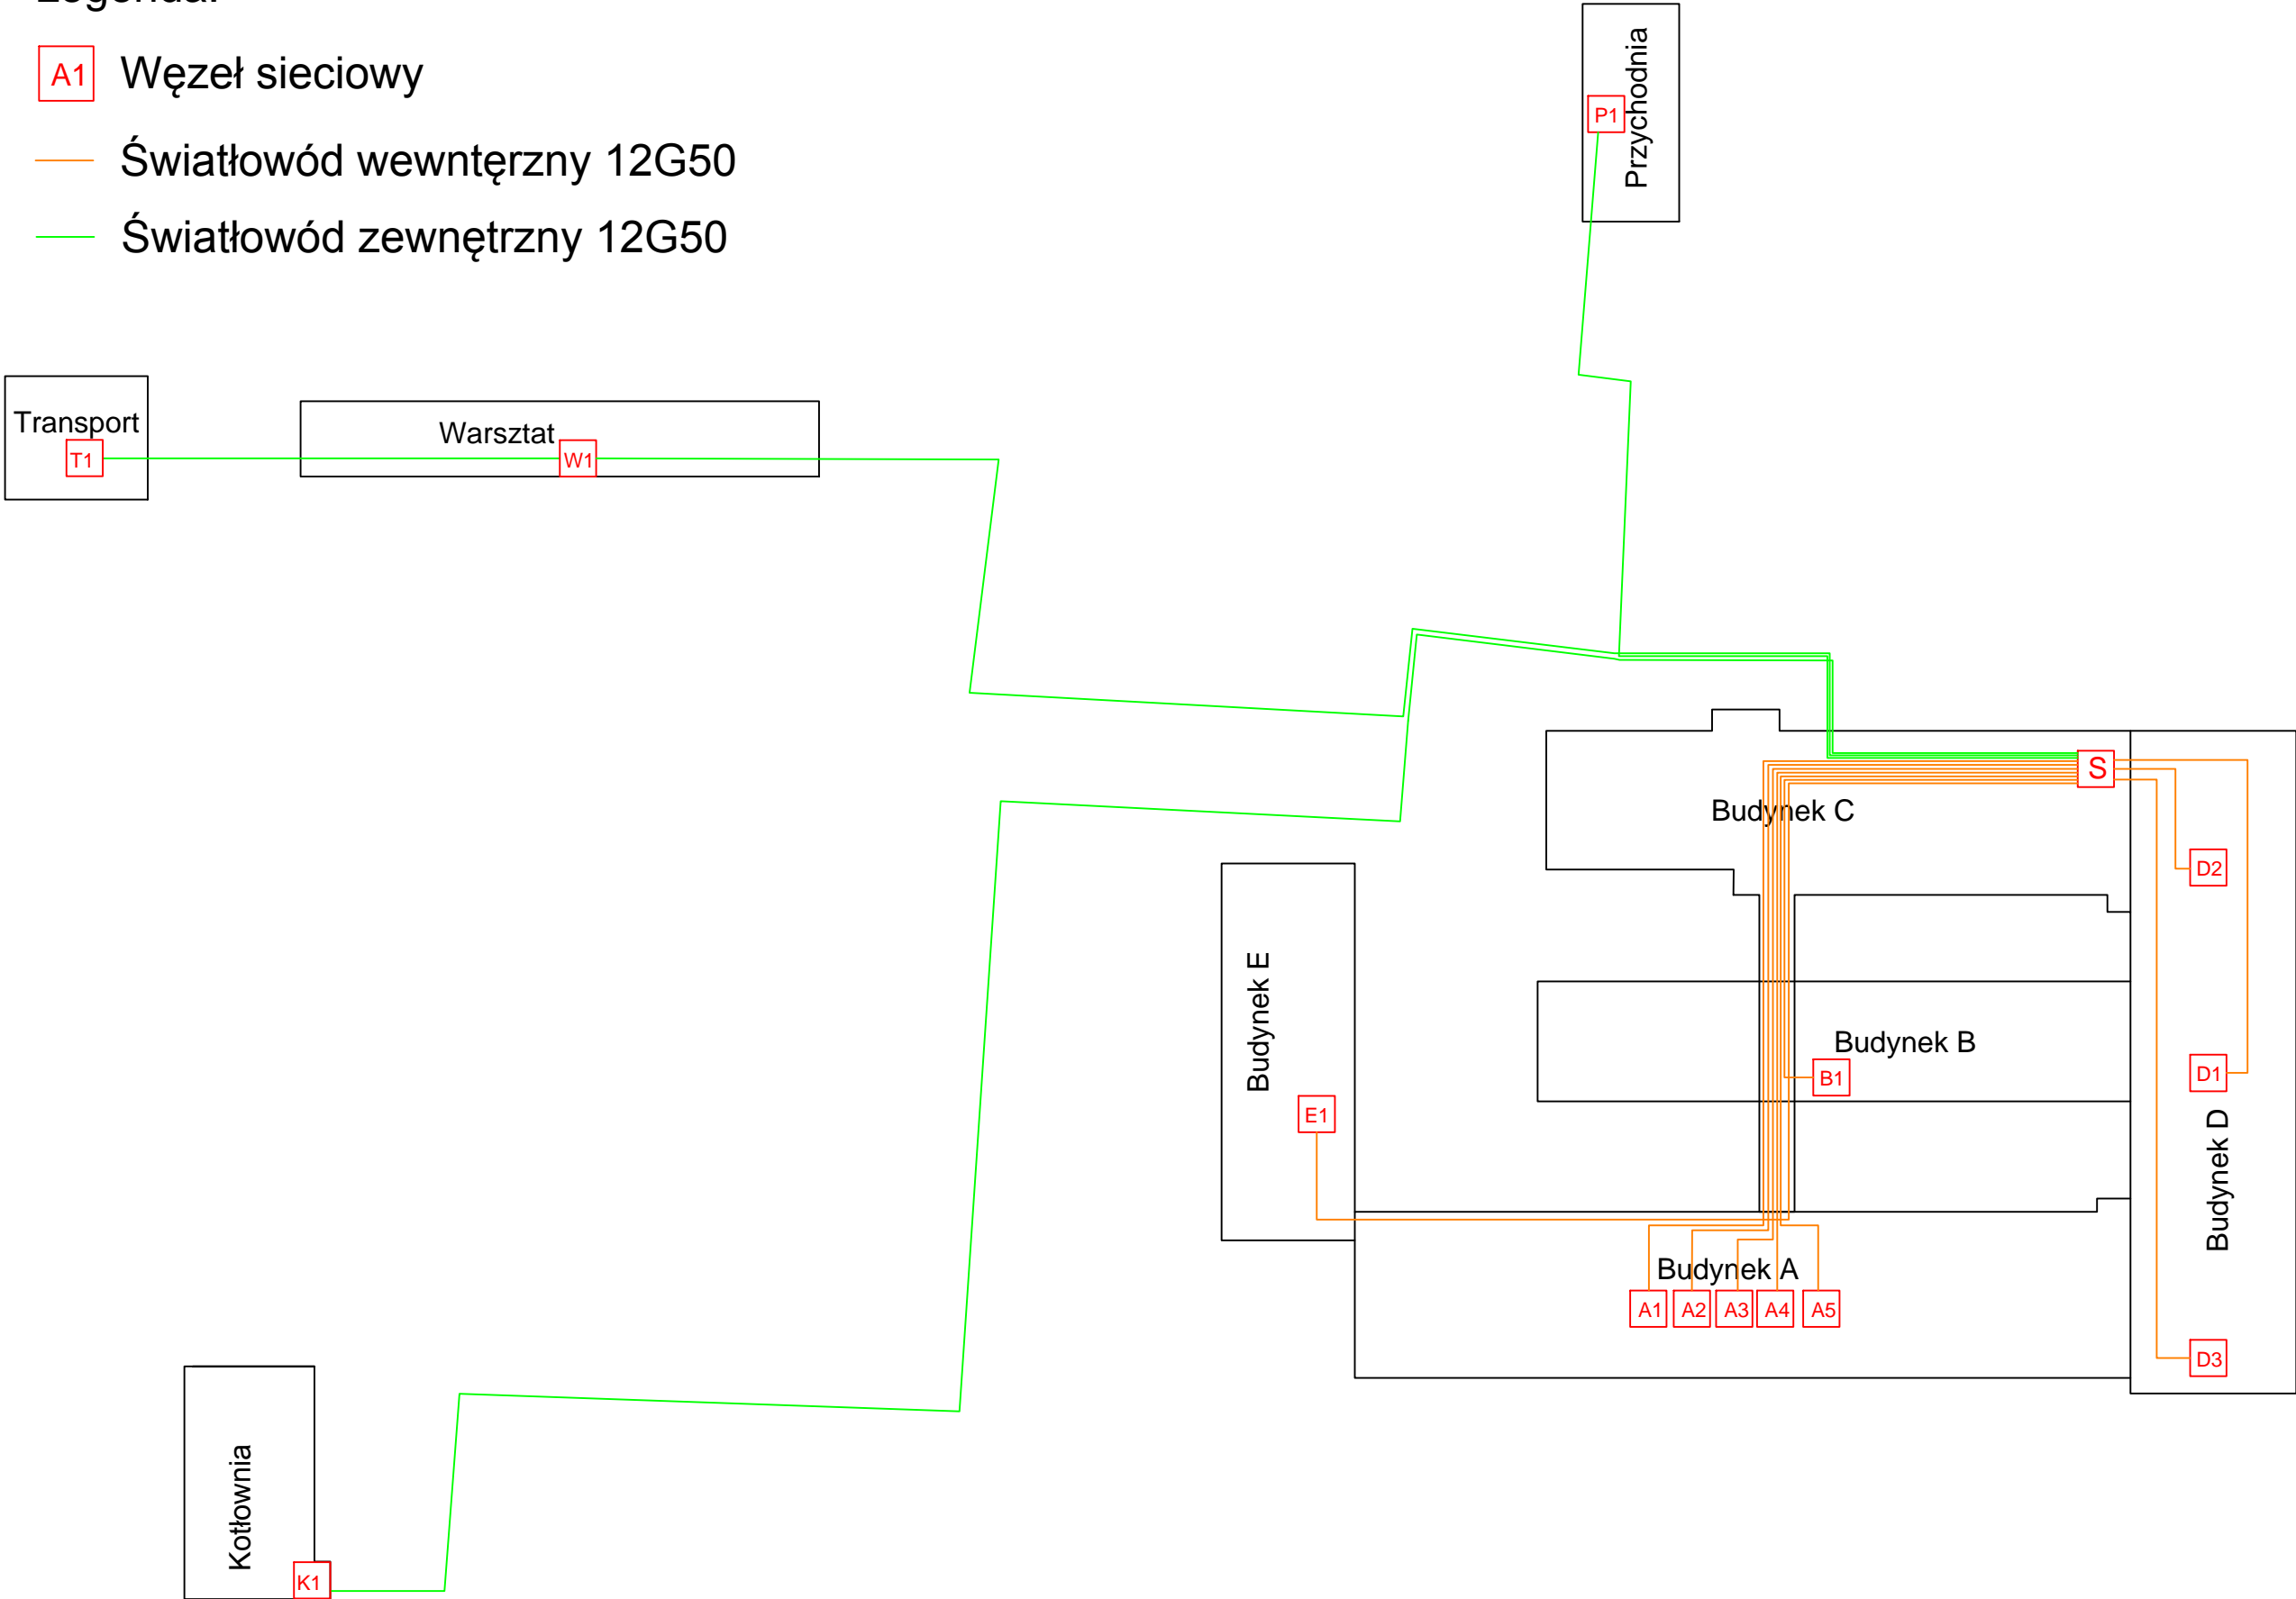 Legenda:
A1 Węzeł sieciowy
Światłowód wewntęrzny 12G50
Światłowód zewnętrzny 12G50
Przychodnia
P1
Transport
T1
Warsztat
W1
S
Budynek C
D2
Budynek E
Budynek B
B1
D1
E1
Budynek D
Budynek A
A1 A2 A3 A4 A5
D3
Kotłownia
K1